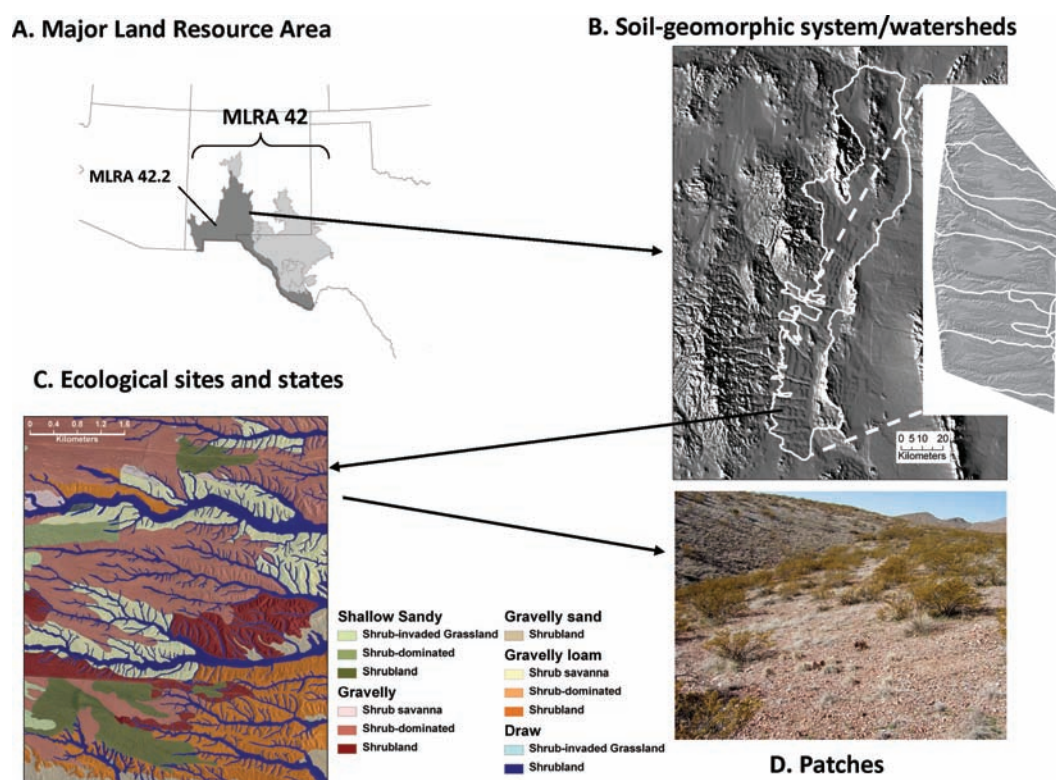 A. Major Land Resource Area
MLRA 42
MLRA 42.2
B. Soil-geomorphic system/watersheds
0 5 10 20
Kilometers
C. Ecological sites and states
0 0.4 0.8 1.2 1.6
Kilometers
Shallow Sandy
Shrub-invaded Grassland
Shrub-dominated
Shrubland
Gravelly
Shrub savanna
Shrub-dominated
Shrubland
Gravelly sand
Shrubland
Gravelly loam
Shrub savanna
Shrub-dominated
Shrubland
Draw
Shrub-invaded Grassland
Shrubland
D. Patches